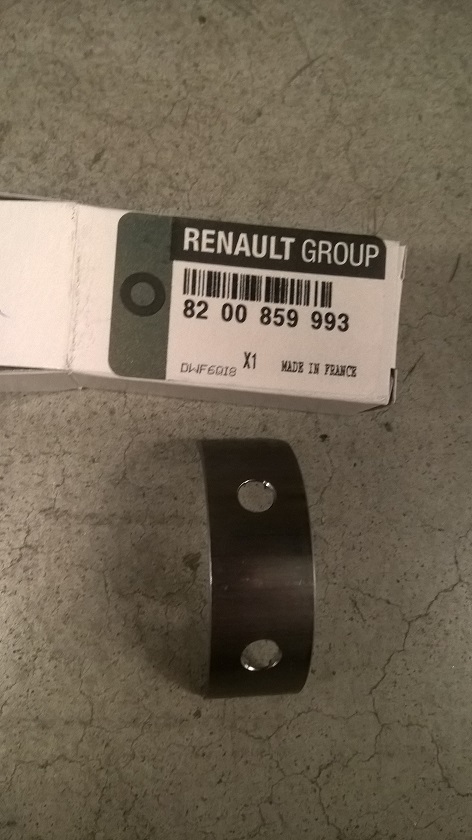 RENAULT GROUP
82 00 859 993
DWF6Q18 X1 MADE IN FRANCE